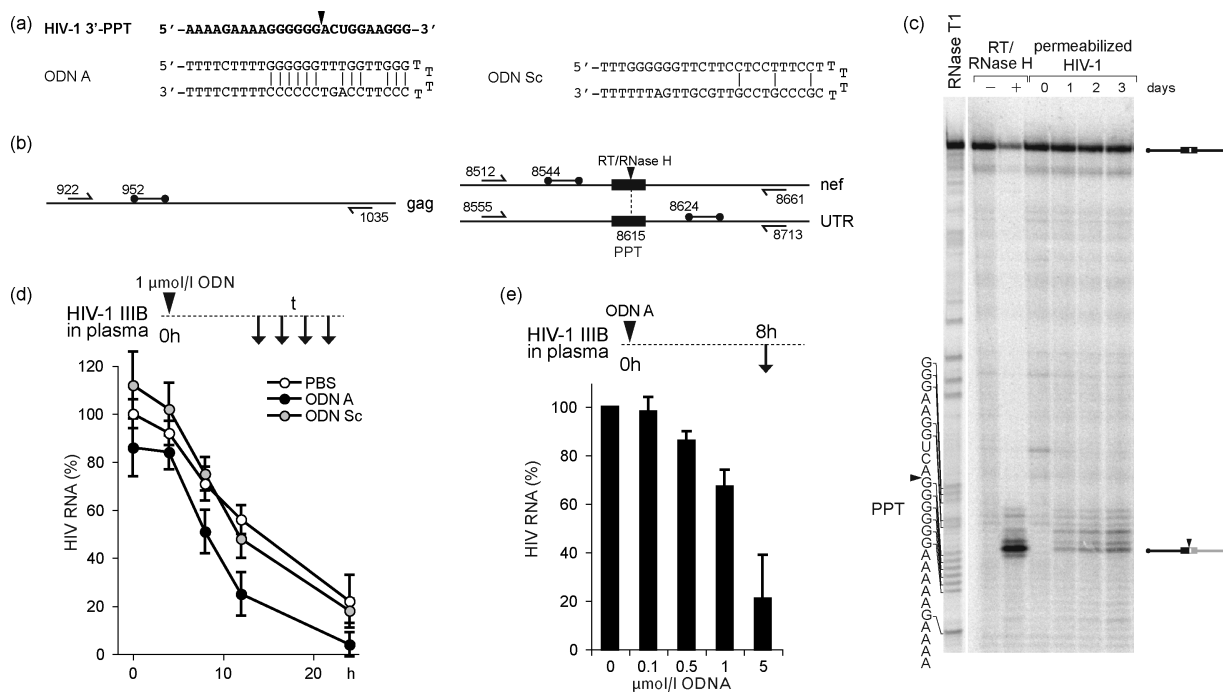 (a)
HIV-1 3'-PPT 5'-AAAAGAAAAGGGGGGACUGGAAGGG-3'
ODN A
5'-TTTTCTTTTGGGGGGTTTGGTTGGG
T
T
T
T
3'-TTTTCTTTTCCCCCCTGACCTTCCC
ODN Sc
5'-TTTGGGGGGTTCTTCCTCCTTTCC
T
T
T
T
3'-TTTTTTAGTTGCGTTGCCTGCCCGC
(b)
922
952
1035
gag
RT/RNase H
8512
8544
8661
nef
8555
8624
8713
UTR
8615
PPT
(c)
RNase T1
RT/
RNase H
permeabilized
HIV-1
− + 0 1 2 3 days
PPT
G
G
G
A
A
G
G
U
C
A
G
G
G
G
G
G
A
A
A
A
G
A
A
A
A
(d)
1 µmol/l ODN
HIV-1 IIIB
in plasma
0h
t
PBS
ODN A
ODN Sc
HIV RNA (%)
120
100
80
60
40
20
0
0 10 20 h
(e)
ODN A
HIV-1 IIIB
in plasma
0h
8h
HIV RNA (%)
100
80
60
40
20
0
0 0.1 0.5 1 5
µmol/l ODNA